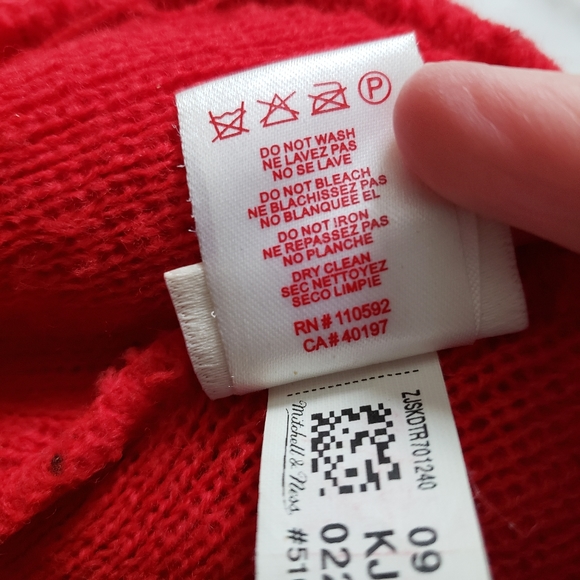 P
DO NOT WASH
NE LAVEZ PAS
NO SE LAVE
DO NOT BLEACH
NE BLACHISSEZ PAS
NO BLANQUEE EL
DO NOT IRON
NE REPASSEZ PAS
NO PLANCHE
DRY CLEAN
SEC NETTOYEZ
SECO LIMPIE
RN# 110592
CA# 40197
Mitchell & Ness
ZJSKDTR701240
#51
09
KJ
02